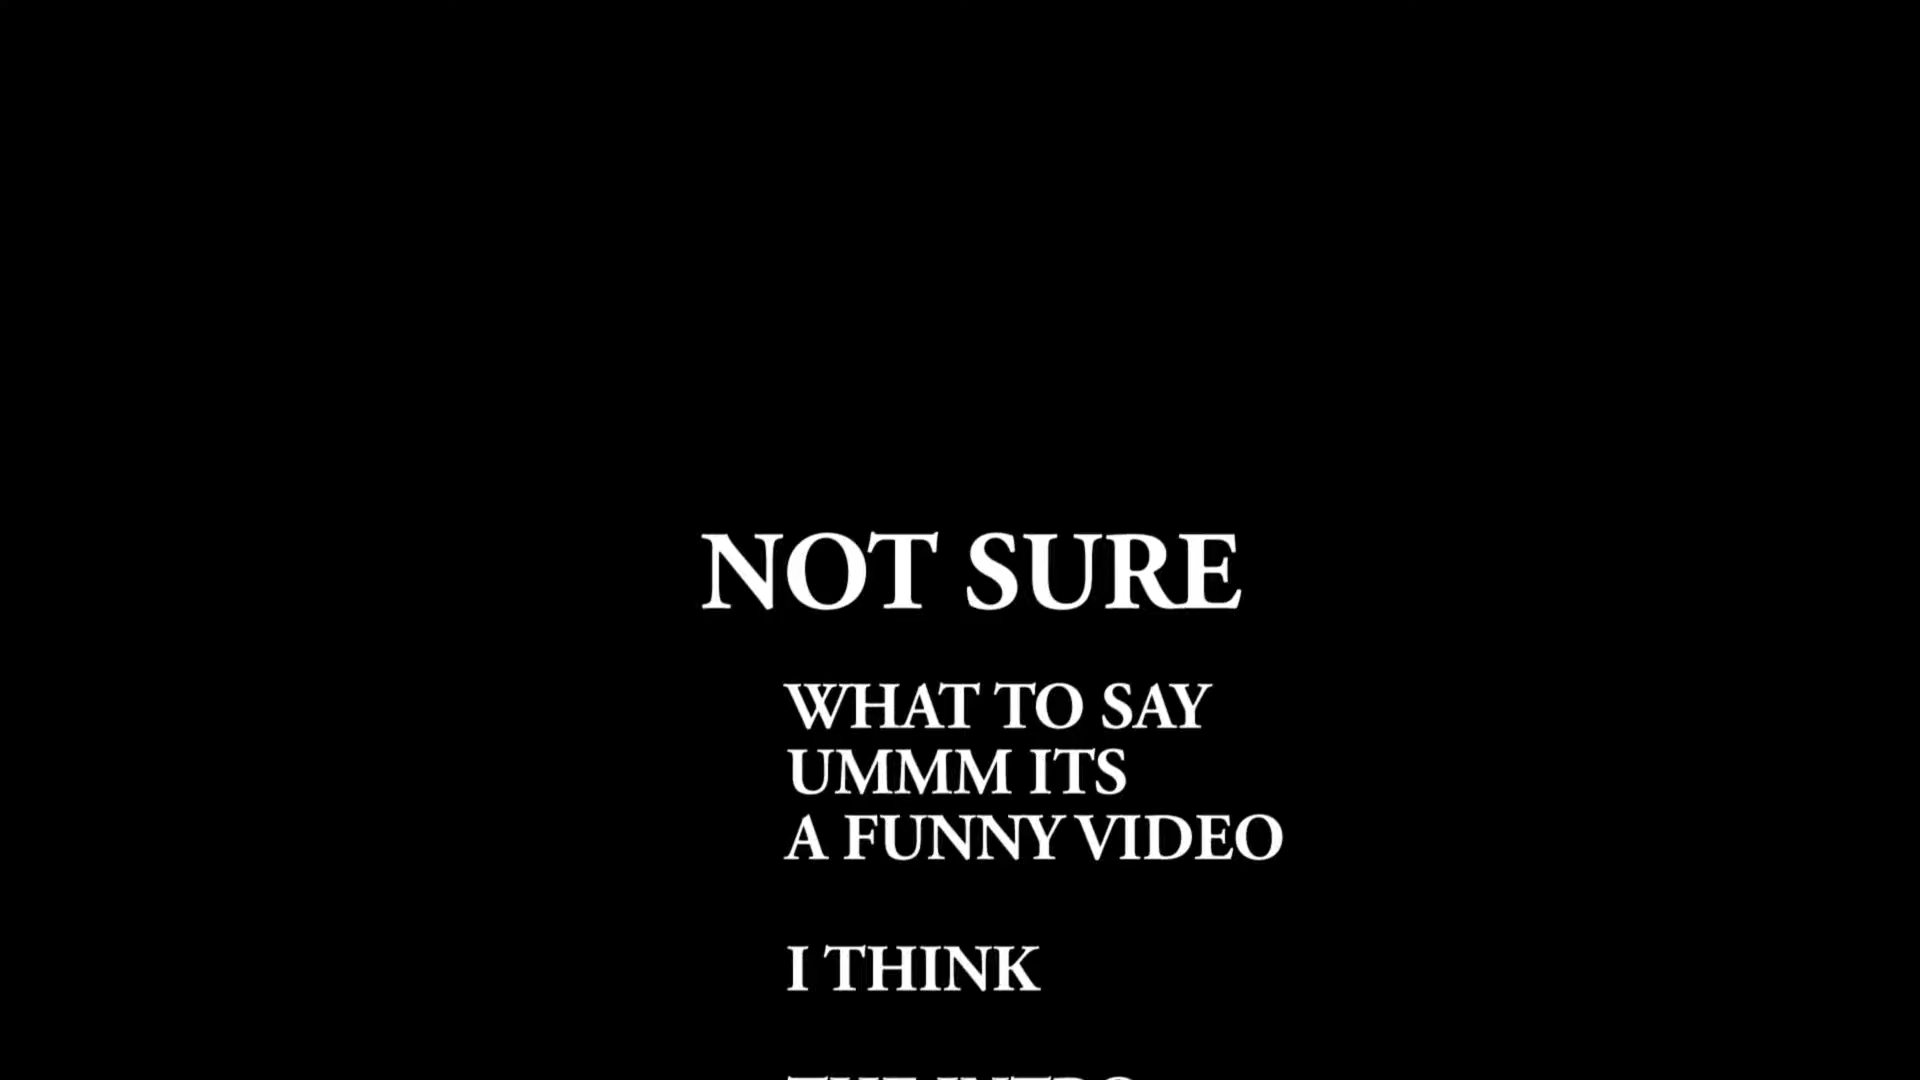 NOT SURE
WHAT TO SAY
UMMM ITS
A FUNNY VIDEO
I THINK